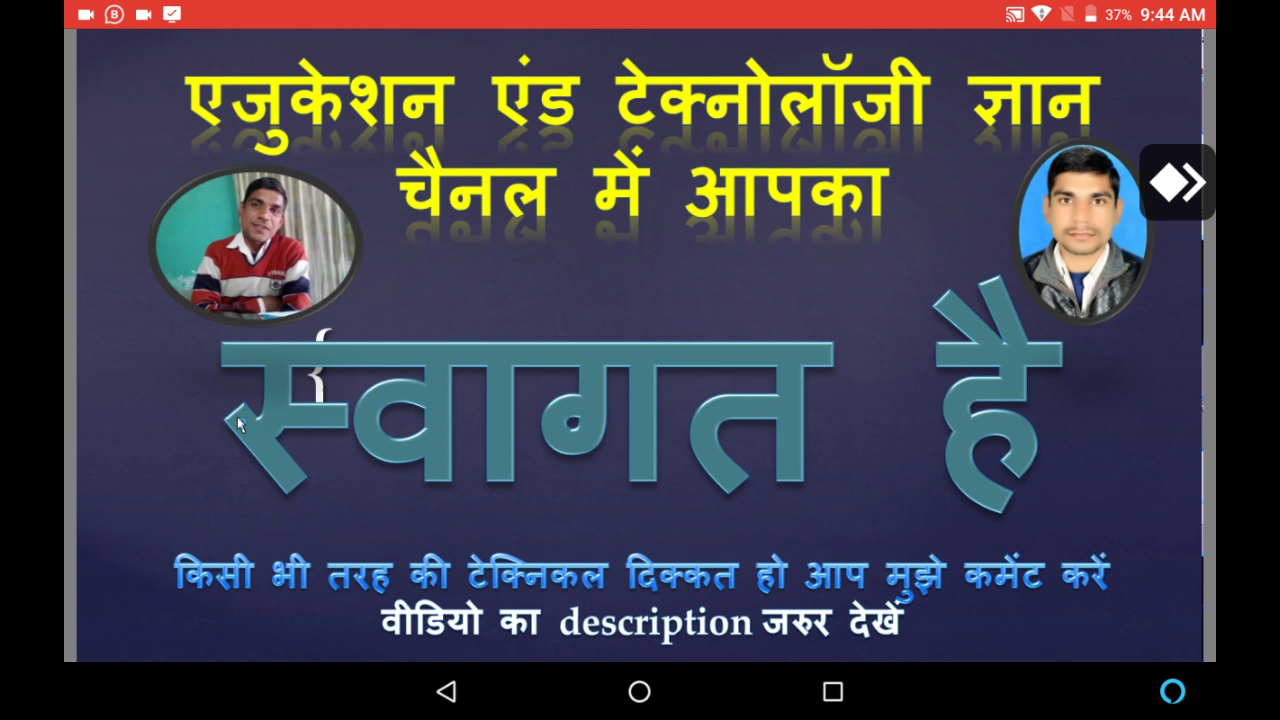 37% 9:44 AM
एजुकेशन एंड टेक्नोलॉजी ज्ञान
चैनल में आपका
स्वागत है
किसी भी तरह की टेक्निकल दिक्कत हो आप मुझे कमेंट करें
वीडियो का description जरुर देखें